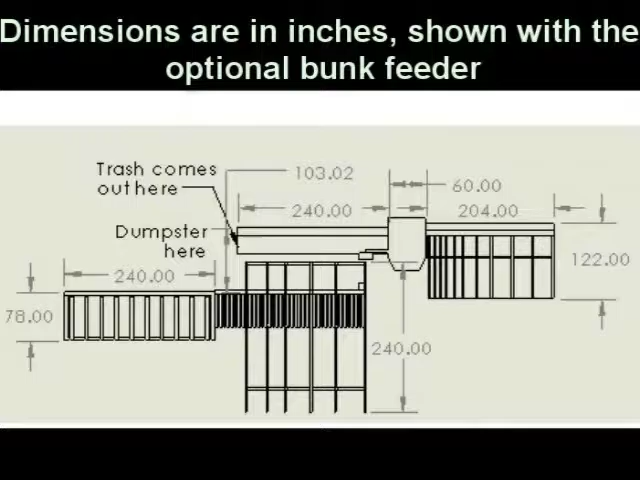 Dimensions are in inches, shown with the
optional bunk feeder
Trash comes
out here
103.02
60.00
240.00
204.00
Dumpster
here
122.00
240.00
78.00
240.00